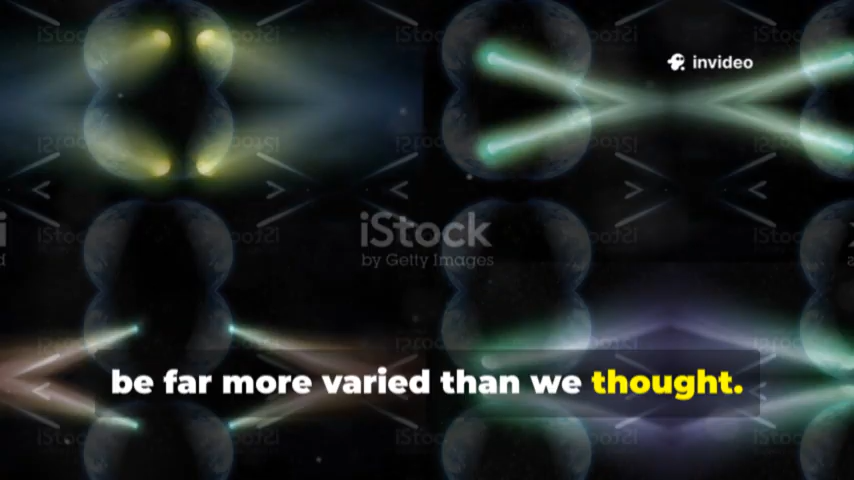 invideo
iStock
by Getty Images
be far more varied than we thought.